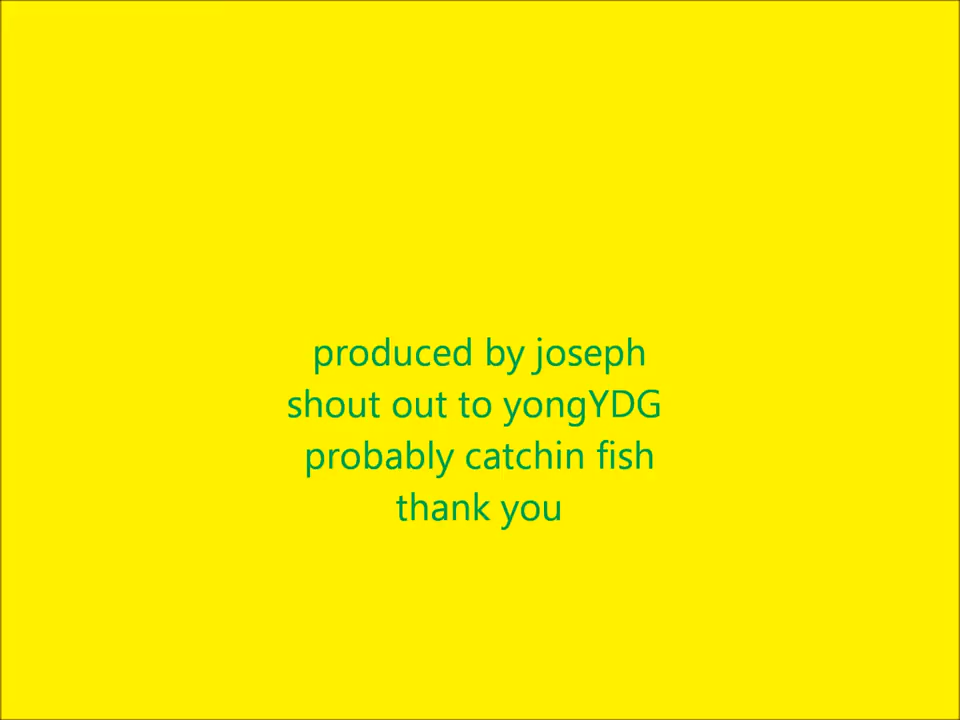 produced by joseph
shout out to yongYDG
probably catchin fish
thank you